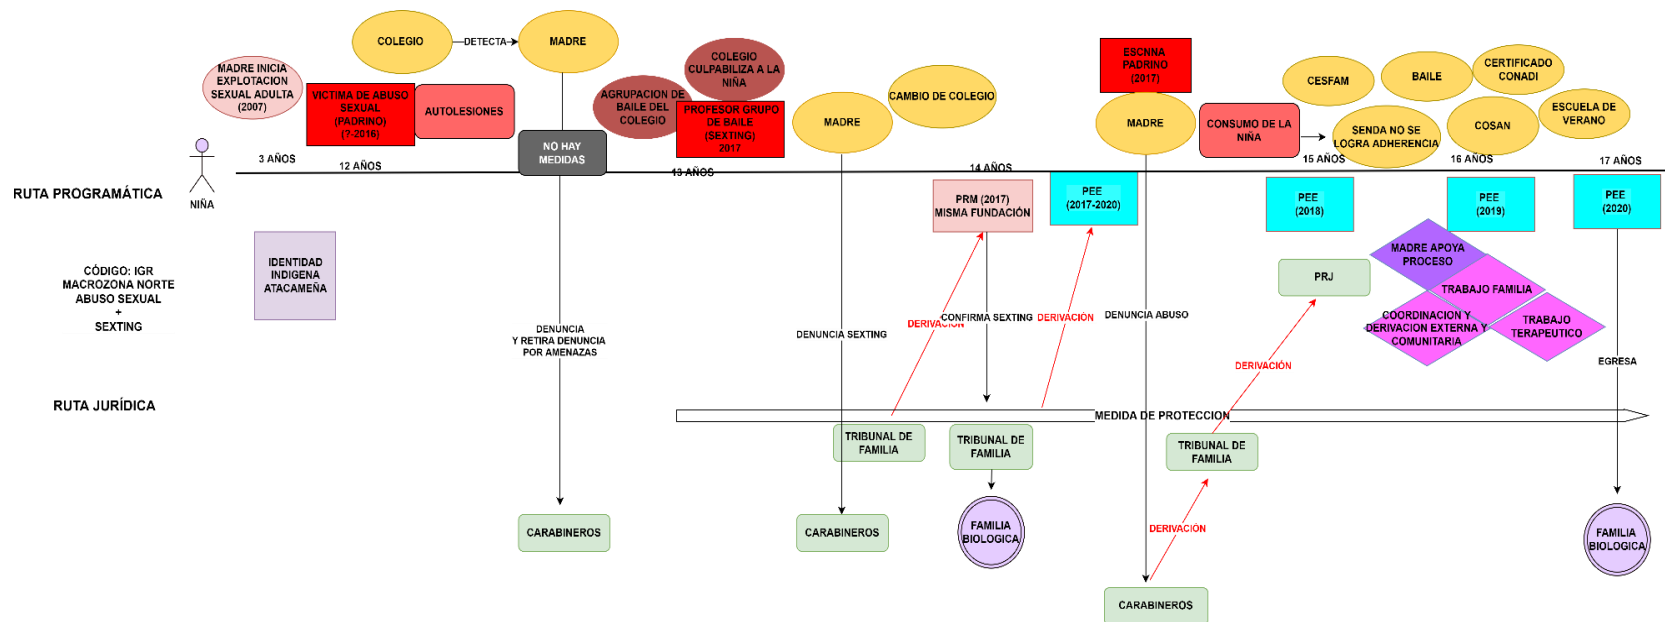 COLEGIO
DETECTA
MADRE
MADRE INICIA
EXPLOTACION
SEXUAL ADULTA
(2007)
VICTIMA DE ABUSO
SEXUAL
(PADRINO)
(?-2016)
AUTOLESIONES
NO HAY
MEDIDAS
AGRUPACION DE
BAILE DEL
COLEGIO
COLEGIO
CULPABILIZA A LA
NIÑA
PROFESOR GRUPO
DE BAILE
(SEXTING)
2017
MADRE
CAMBIO DE COLEGIO
ESCNNA
PADRINO
(2017)
MADRE
CONSUMO DE LA
NIÑA
CESFAM
SENDA NO SE
LOGRA ADHERENCIA
BAILE
COSAN
CERTIFICADO
CONADI
ESCUELA DE
VERANO
3 AÑOS
12 AÑOS
13 AÑOS
14 AÑOS
15 AÑOS
16 AÑOS
17 AÑOS
RUTA PROGRAMÁTICA
NIÑA
PRM (2017)
MISMA FUNDACIÓN
PEE
(2017-2020)
PEE
(2018)
PEE
(2019)
PEE
(2020)
CÓDIGO: IGR
MACROZONA NORTE
ABUSO SEXUAL
+
SEXTING
IDENTIDAD
INDIGENA
ATACAMEÑA
MADRE APOYA
PROCESO
TRABAJO FAMILIA
COORDINACION Y
DERIVACION EXTERNA Y
COMUNITARIA
TRABAJO
TERAPEUTICO
PRJ
DENUNCIA
Y RETIRA DENUNCIA
POR AMENAZAS
DENUNCIA SEXTING
DERIVACIÓN
CONFIRMA SEXTING
DERIVACIÓN
DENUNCIA ABUSO
DERIVACIÓN
EGRESA
RUTA JURÍDICA
MEDIDA DE PROTECCION
TRIBUNAL DE
FAMILIA
TRIBUNAL DE
FAMILIA
TRIBUNAL DE
FAMILIA
CARABINEROS
CARABINEROS
FAMILIA
BIOLOGICA
DERIVACIÓN
FAMILIA
BIOLOGICA
CARABINEROS